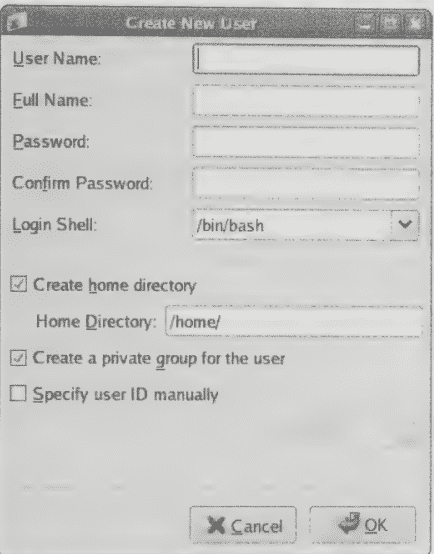 Create New User
User Name:
Full Name:
Password:
Confirm Password:
Login Shell: /bin/bash
Create home directory
Home Directory: /home/
Create a private group for the user
Specify user ID manually
Cancel OK